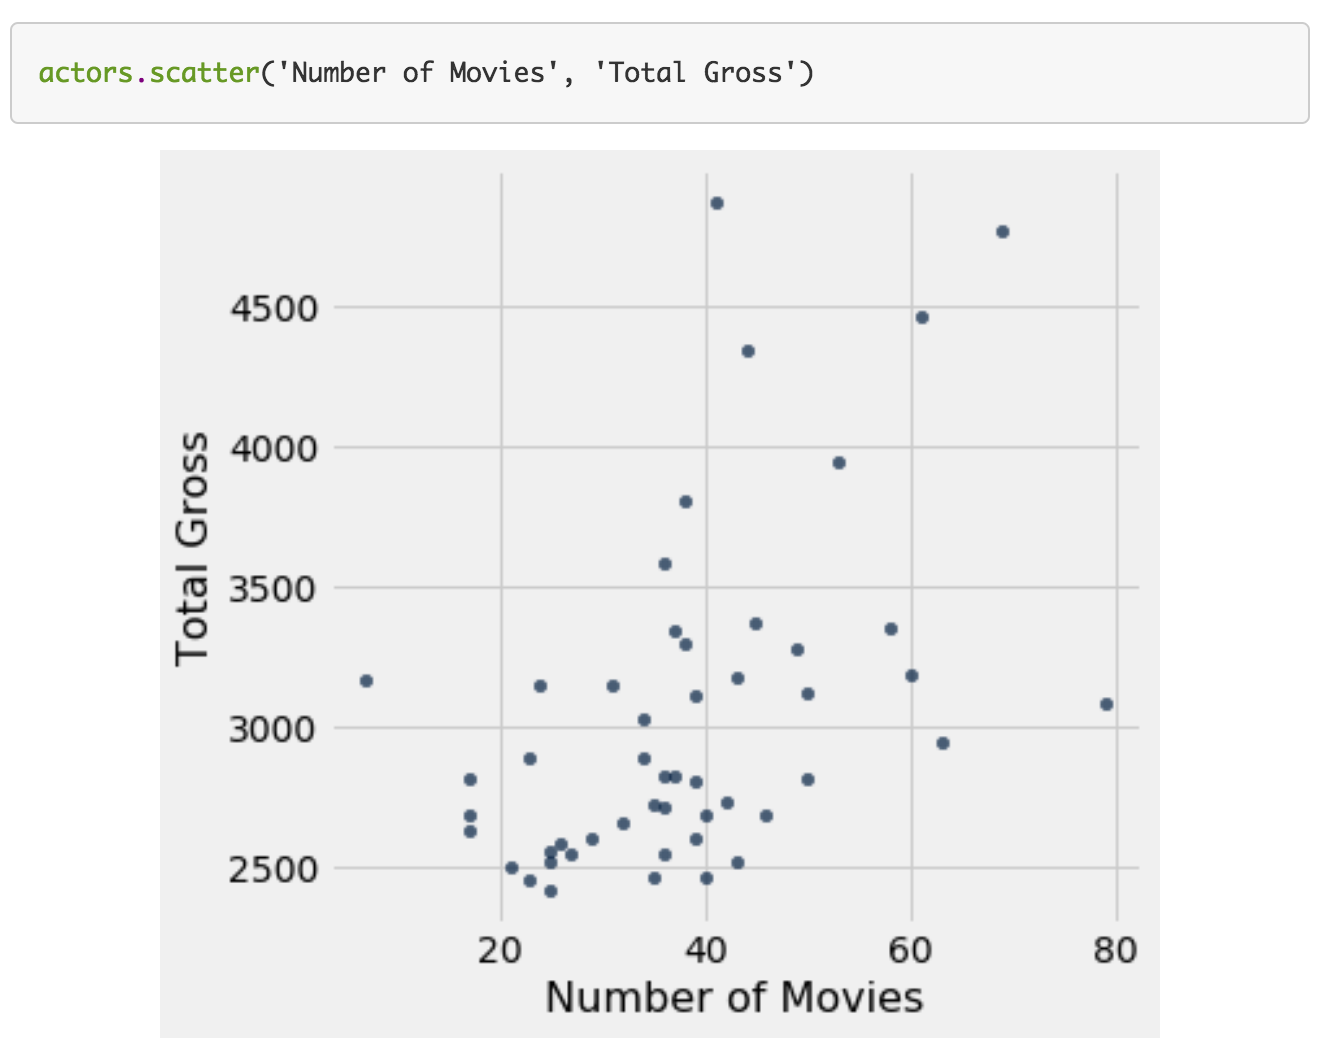 actors.scatter('Number of Movies', 'Total Gross')
4500
4000
3500
3000
2500
Total Gross
20 40 60 80
Number of Movies